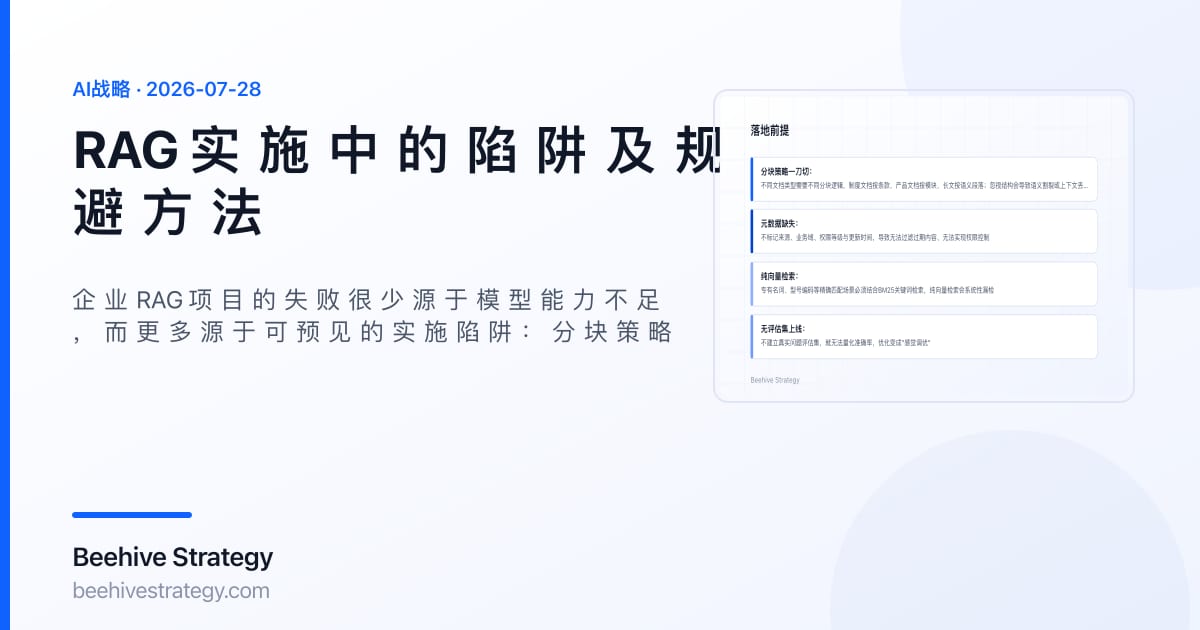 AI战略 · 2026-07-28
RAG实施中的陷阱及规
避方法
企业RAG项目的失败很少源于模型能力不足
，而更多源于可预见的实施陷阱：分块策略
落地前提
分块策略一刀切：
不同文档类型需要不同分块逻辑，制度文档按条款、产品文档按模块、长文按语义段落；忽视结构会导致语义割裂或上下文丢...
元数据缺失：
不标记来源、业务域、权限等级与更新时间，导致无法过滤过期内容、无法实现权限控制
纯向量检索：
专有名词、型号编码等精确匹配场景必须结合BM25关键词检索，纯向量检索会系统性漏检
无评估集上线：
不建立真实问题评估集，就无法量化准确率，优化变成"感觉调优"
Beehive Strategy
Beehive Strategy
beehivestrategy.com